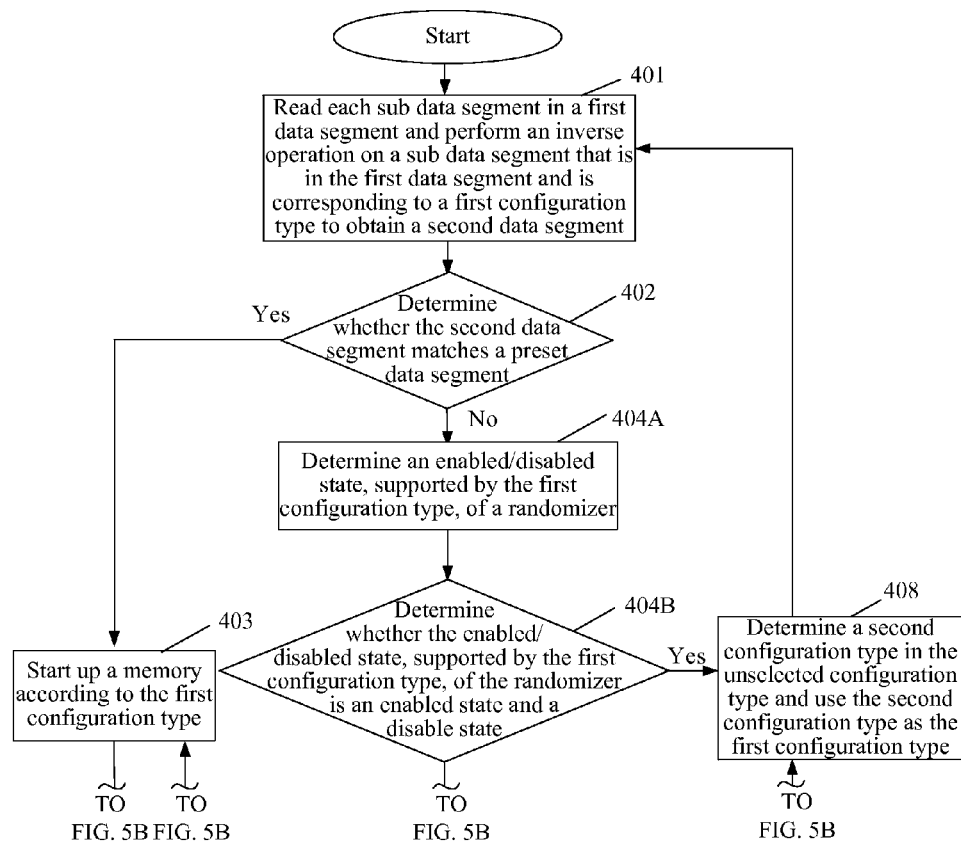 Start
401
Read each sub data segment in a first
data segment and perform an inverse
operation on a sub data segment that is
in the first data segment and is
corresponding to a first configuration
type to obtain a second data segment
402
Yes
Determine
whether the second data
segment matches a preset
data segment
No
404A
Determine an enabled/disabled
state, supported by the first
configuration type, of a randomizer
403
Start up a memory
according to the first
configuration type
404B
Determine
whether the enabled/
disabled state, supported by the first
configuration type, of the randomizer
is an enabled state and a
disable state
Yes
408
Determine a second
configuration type in the
unselected configuration
type and use the second
configuration type as the
first configuration type
TO
FIG. 5B
TO
FIG. 5B
TO
FIG. 5B
TO
FIG. 5B